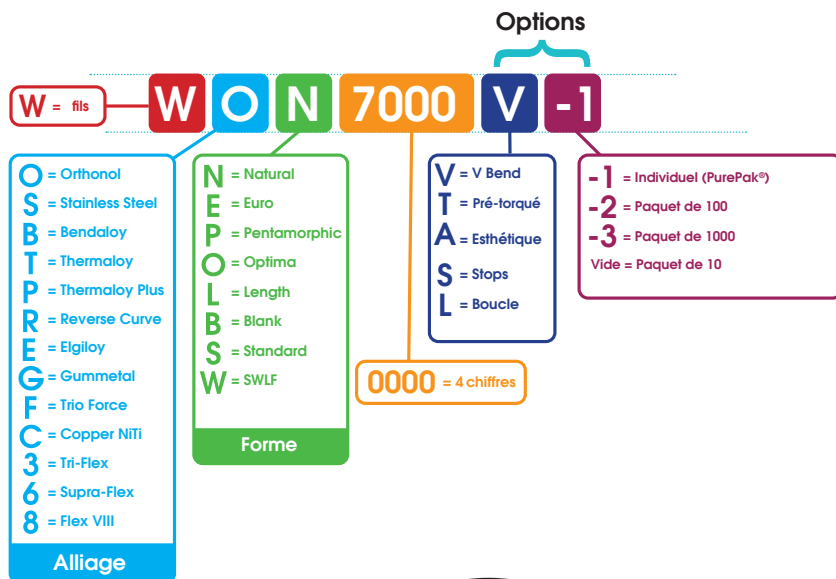 Options
W O N 7000 V -1
W = fils
O = Orthonol
S = Stainless Steel
B = Bendaloy
T = Thermaloy
P = Thermaloy Plus
R = Reverse Curve
E = Elgiloy
G = Gummetal
F = Trio Force
C = Copper NiTi
3 = Tri-Flex
6 = Supra-Flex
8 = Flex VIII
Alliage
N = Natural
E = Euro
P = Pentamorphic
O = Optima
L = Length
B = Blank
S = Standard
W = SWLF
Forme
0000 = 4 chiffres
V = V Bend
T = Pré-torqué
A = Esthétique
S = Stops
L = Boucle
-1 = Individuel (PurePak®)
-2 = Paquet de 100
-3 = Paquet de 1000
Vide = Paquet de 10